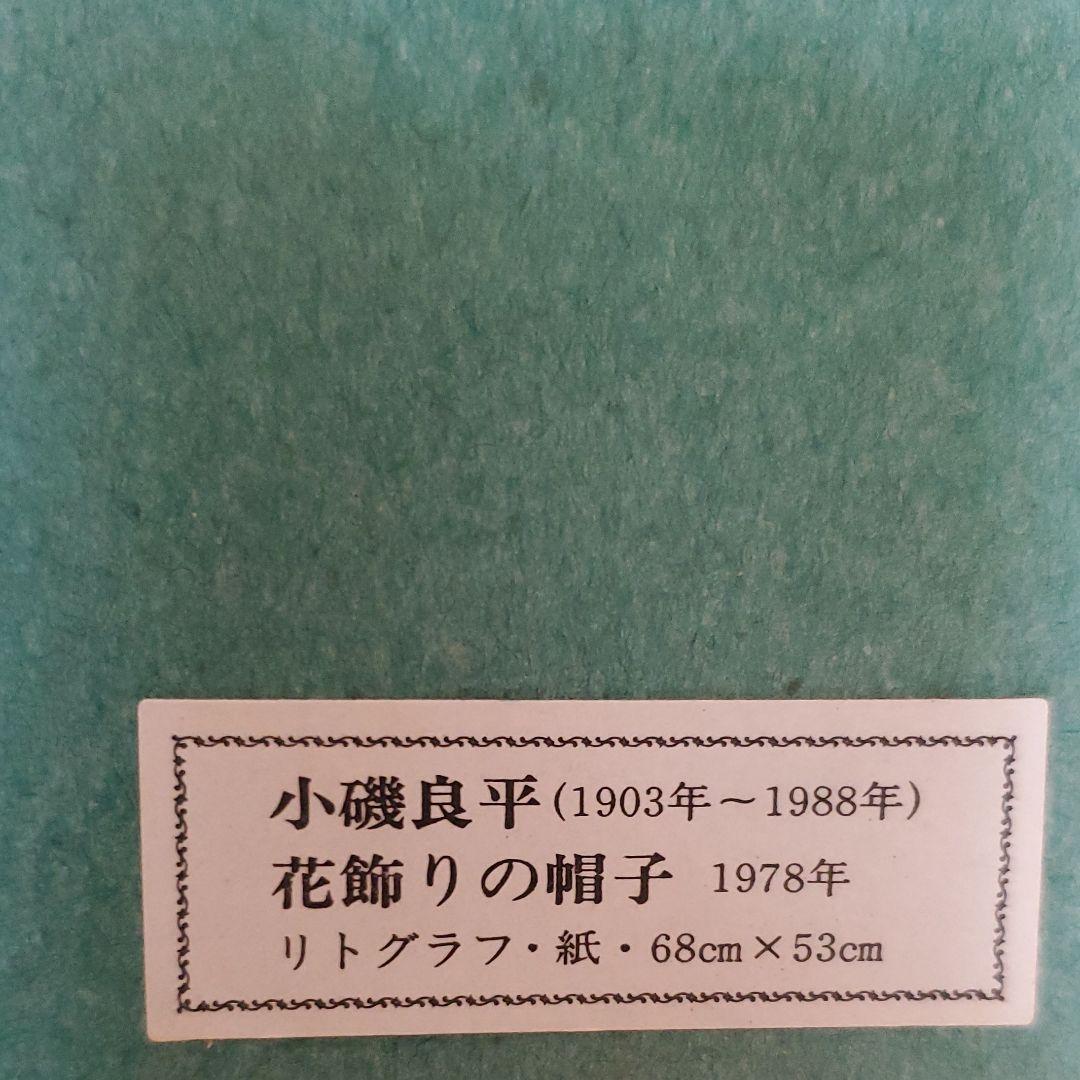 小磯良平(1903年～1988年)
花飾りの帽子 1978年
リトグラフ・紙・68cm×53cm